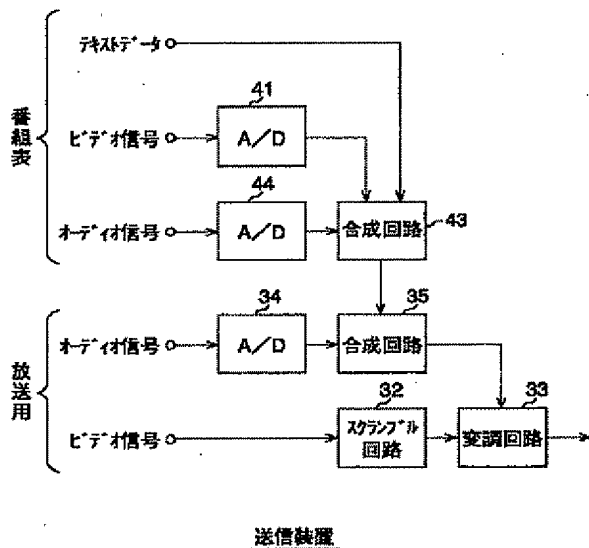 テキストデータ
41
ビデオ信号
A/D
44
オーディオ信号
A/D
合成回路
43
番組表
34
35
オーディオ信号
A/D
合成回路
32
33
ビデオ信号
スクランブル
回路
変調回路
放送用
送信装置